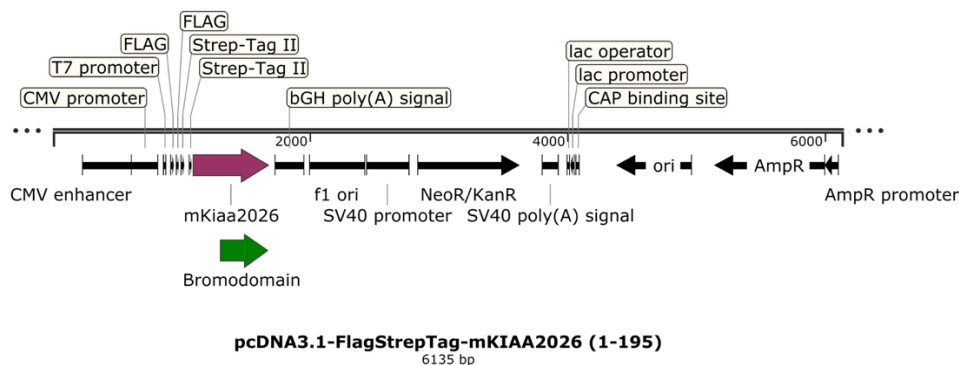 FLAG
FLAG
Strep-Tag II
T7 promoter
Strep-Tag II
CMV promoter
bGH poly(A) signal
lac operator
lac promoter
CAP binding site
2000
4000
6000
ori
AmpR
CMV enhancer
f1 ori
NeoR/KanR
AmpR promoter
mKiaa2026
SV40 promoter
SV40 poly(A) signal
Bromodomain
pcDNA3.1-FlagStrepTag-mKIAA2026 (1-195)
6135 bp